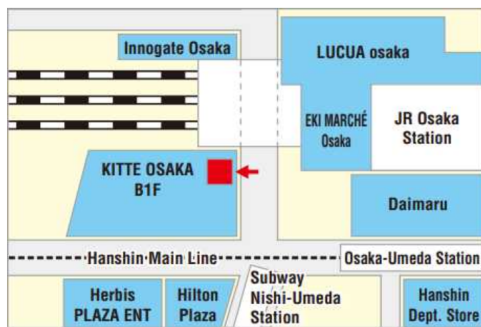 Innogate Osaka
LUCUA osaka
EKI MARCHÉ
Osaka
JR Osaka
Station
KITTE OSAKA
B1F
Daimaru
Hanshin Main Line
Osaka-Umeda Station
Subway
Nishi-Umeda
Station
Herbis
PLAZA ENT
Hilton
Plaza
Hanshin
Dept. Store